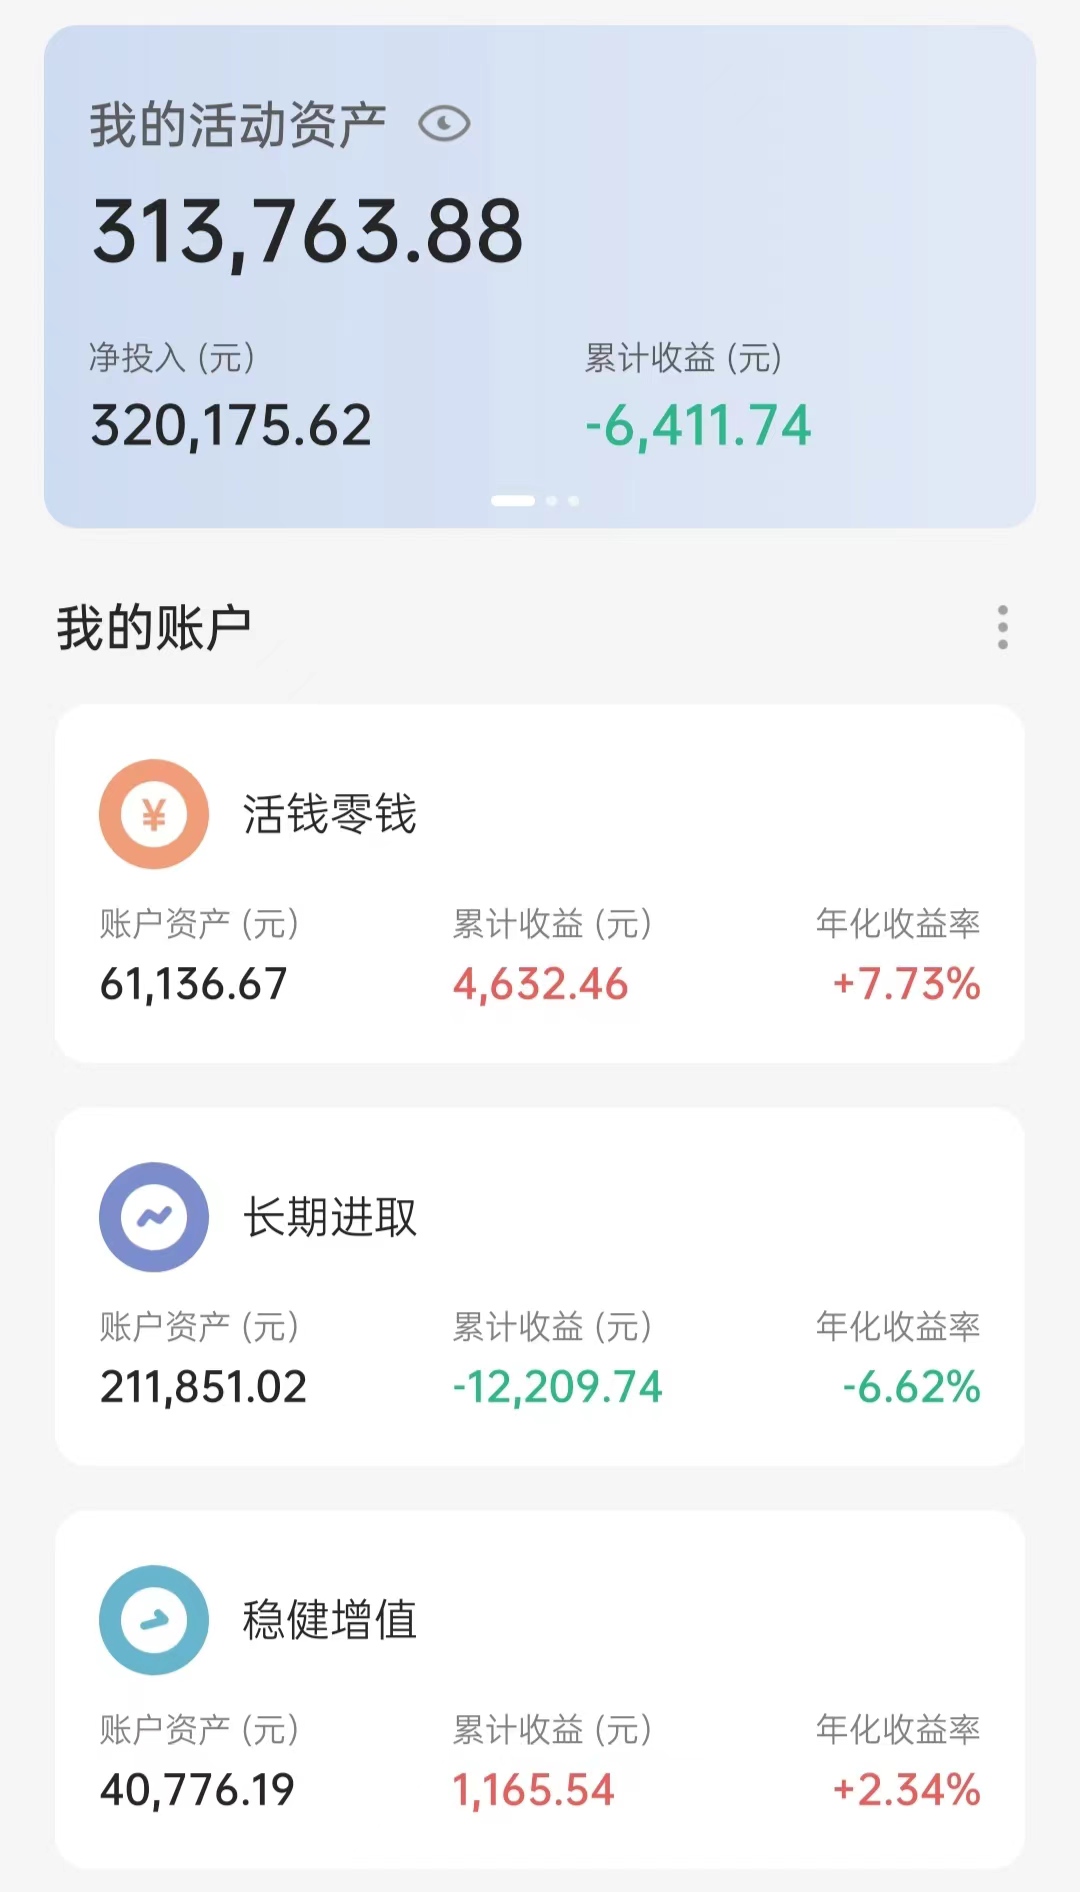 我的活动资产
313,763.88
净投入 (元) 累计收益 (元)
320,175.62 -6,411.74
我的账户
¥ 活钱零钱
账户资产 (元) 累计收益 (元) 年化收益率
61,136.67 4,632.46 +7.73%
长期进取
账户资产 (元) 累计收益 (元) 年化收益率
211,851.02 -12,209.74 -6.62%
稳健增值
账户资产 (元) 累计收益 (元) 年化收益率
40,776.19 1,165.54 +2.34%